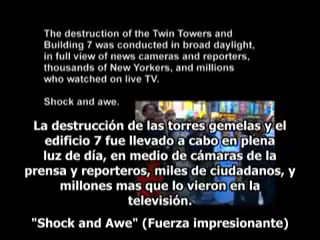 The destruction of the Twin Towers and
Building 7 was conducted in broad daylight,
in full view of news cameras and reporters,
thousands of New Yorkers, and millions
who watched on live TV.
Shock and awe.
La destrucción de las torres gemelas y el
edificio 7 fue llevado a cabo en plena
luz de día, en medio de cámaras de la
prensa y reporteros, miles de ciudadanos, y
millones mas que lo vieron en la
televisión.
"Shock and Awe" (Fuerza impresionante)